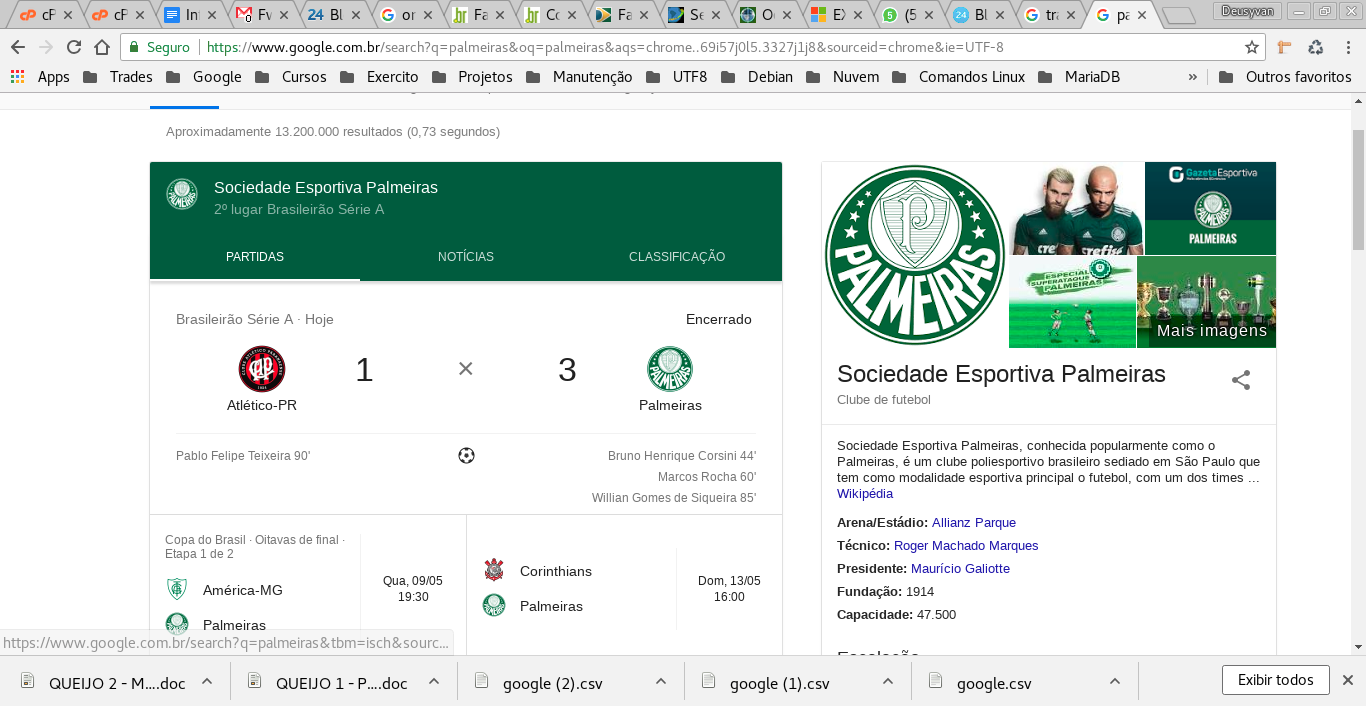 cP
cP
Int
Fv
24 Bl
or
Fa
Co
Fa
Se
Oc
EX
(5
24 Bl
tra
pa
Deusyvan
Seguro
https://www.google.com.br/search?q=palmeiras&oq=palmeiras&aqs=chrome..69i57j0l5.3327j1j8&sourceid=chrome&ie=UTF-8
Apps Trades Google Cursos Exercito Projetos Manutenção UTF8 Debian Nuvem Comandos Linux MariaDB » Outros favoritos
Aproximadamente 13.200.000 resultados (0,73 segundos)
Sociedade Esportiva Palmeiras
2º lugar Brasileirão Série A
PARTIDAS NOTÍCIAS CLASSIFICAÇÃO
Brasileirão Série A · Hoje Encerrado
1 × 3
Atlético-PR Palmeiras
Pablo Felipe Teixeira 90' Bruno Henrique Corsini 44'
Marcos Rocha 60'
Willian Gomes de Siqueira 85'
Copa do Brasil · Oitavas de final ·
Etapa 1 de 2
América-MG
Palmeiras
Qua, 09/05
19:30
Corinthians
Palmeiras
Dom, 13/05
16:00
PALMEIRAS
GazetaEsportiva
PALMEIRAS
ESPECIAL
SUPERATAQUE
PALMEIRAS
Mais imagens
Sociedade Esportiva Palmeiras
Clube de futebol
Sociedade Esportiva Palmeiras, conhecida popularmente como o
Palmeiras, é um clube poliesportivo brasileiro sediado em São Paulo que
tem como modalidade esportiva principal o futebol, com um dos times ...
Wikipédia
Arena/Estádio: Allianz Parque
Técnico: Roger Machado Marques
Presidente: Maurício Galiotte
Fundação: 1914
Capacidade: 47.500
https://www.google.com.br/search?q=palmeiras&tbm=isch&sourc...
QUEIJO 2 - M....doc QUEIJO 1 - P....doc google (2).csv google (1).csv google.csv Exibir todos